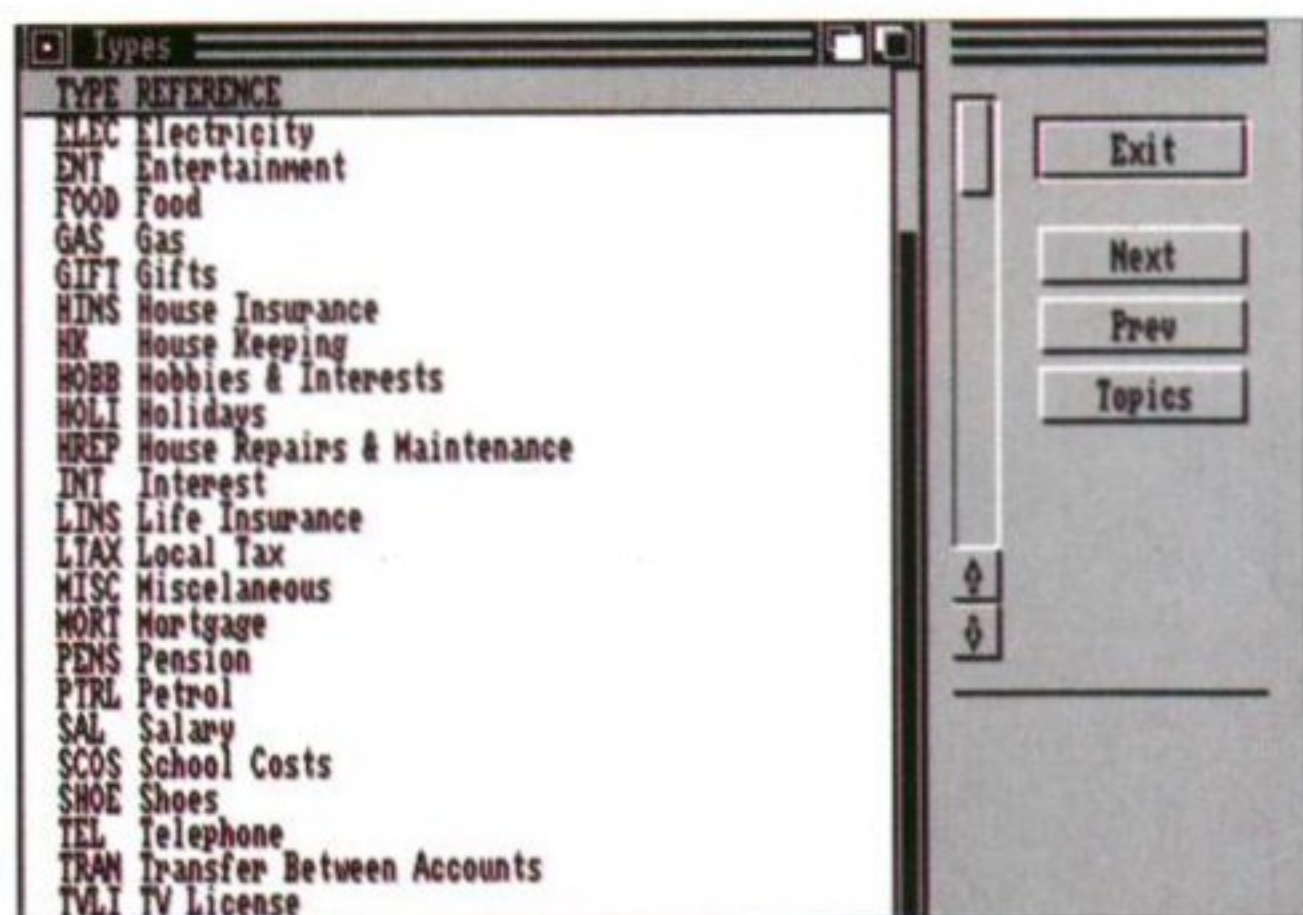 Types
TYPE REFERENCE
ELEC Electricity
ENT Entertainment
FOOD Food
GAS Gas
GIFT Gifts
HINS House Insurance
HK House Keeping
HOBB Hobbies & Interests
HOLI Holidays
HREP House Repairs & Maintenance
INT Interest
LINS Life Insurance
LTAX Local Tax
MISC Miscelaneous
MORT Mortgage
PENS Pension
PTRL Petrol
SAL Salary
SCOS School Costs
SHOE Shoes
TEL Telephone
TRAN Transfer Between Accounts
TVLI TV License
Exit
Next
Prev
Topics